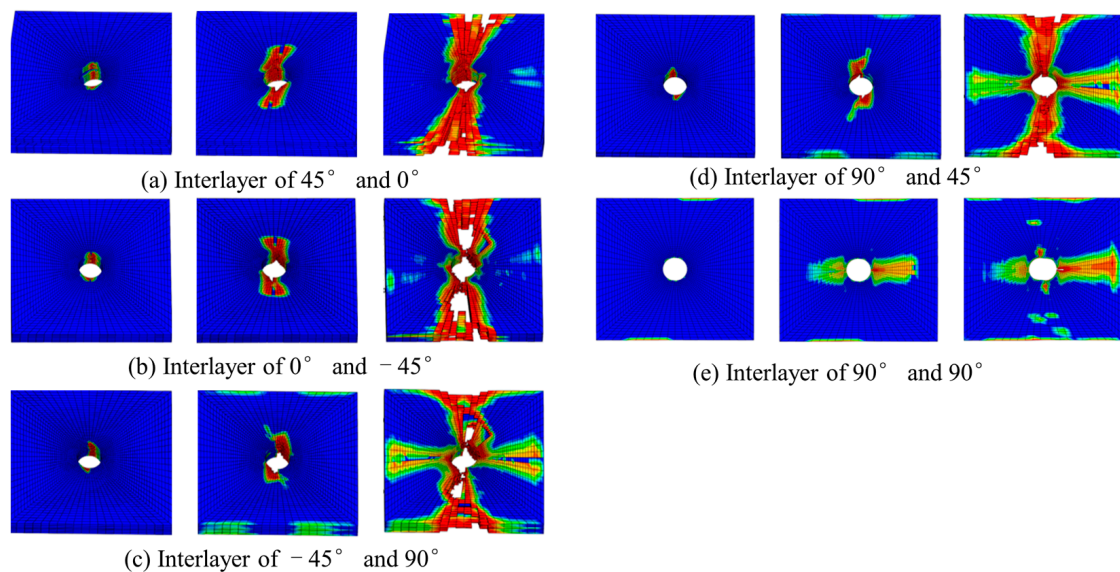 (a) Interlayer of 45° and 0°
(b) Interlayer of 0° and －45°
(c) Interlayer of －45° and 90°
(d) Interlayer of 90° and 45°
(e) Interlayer of 90° and 90°